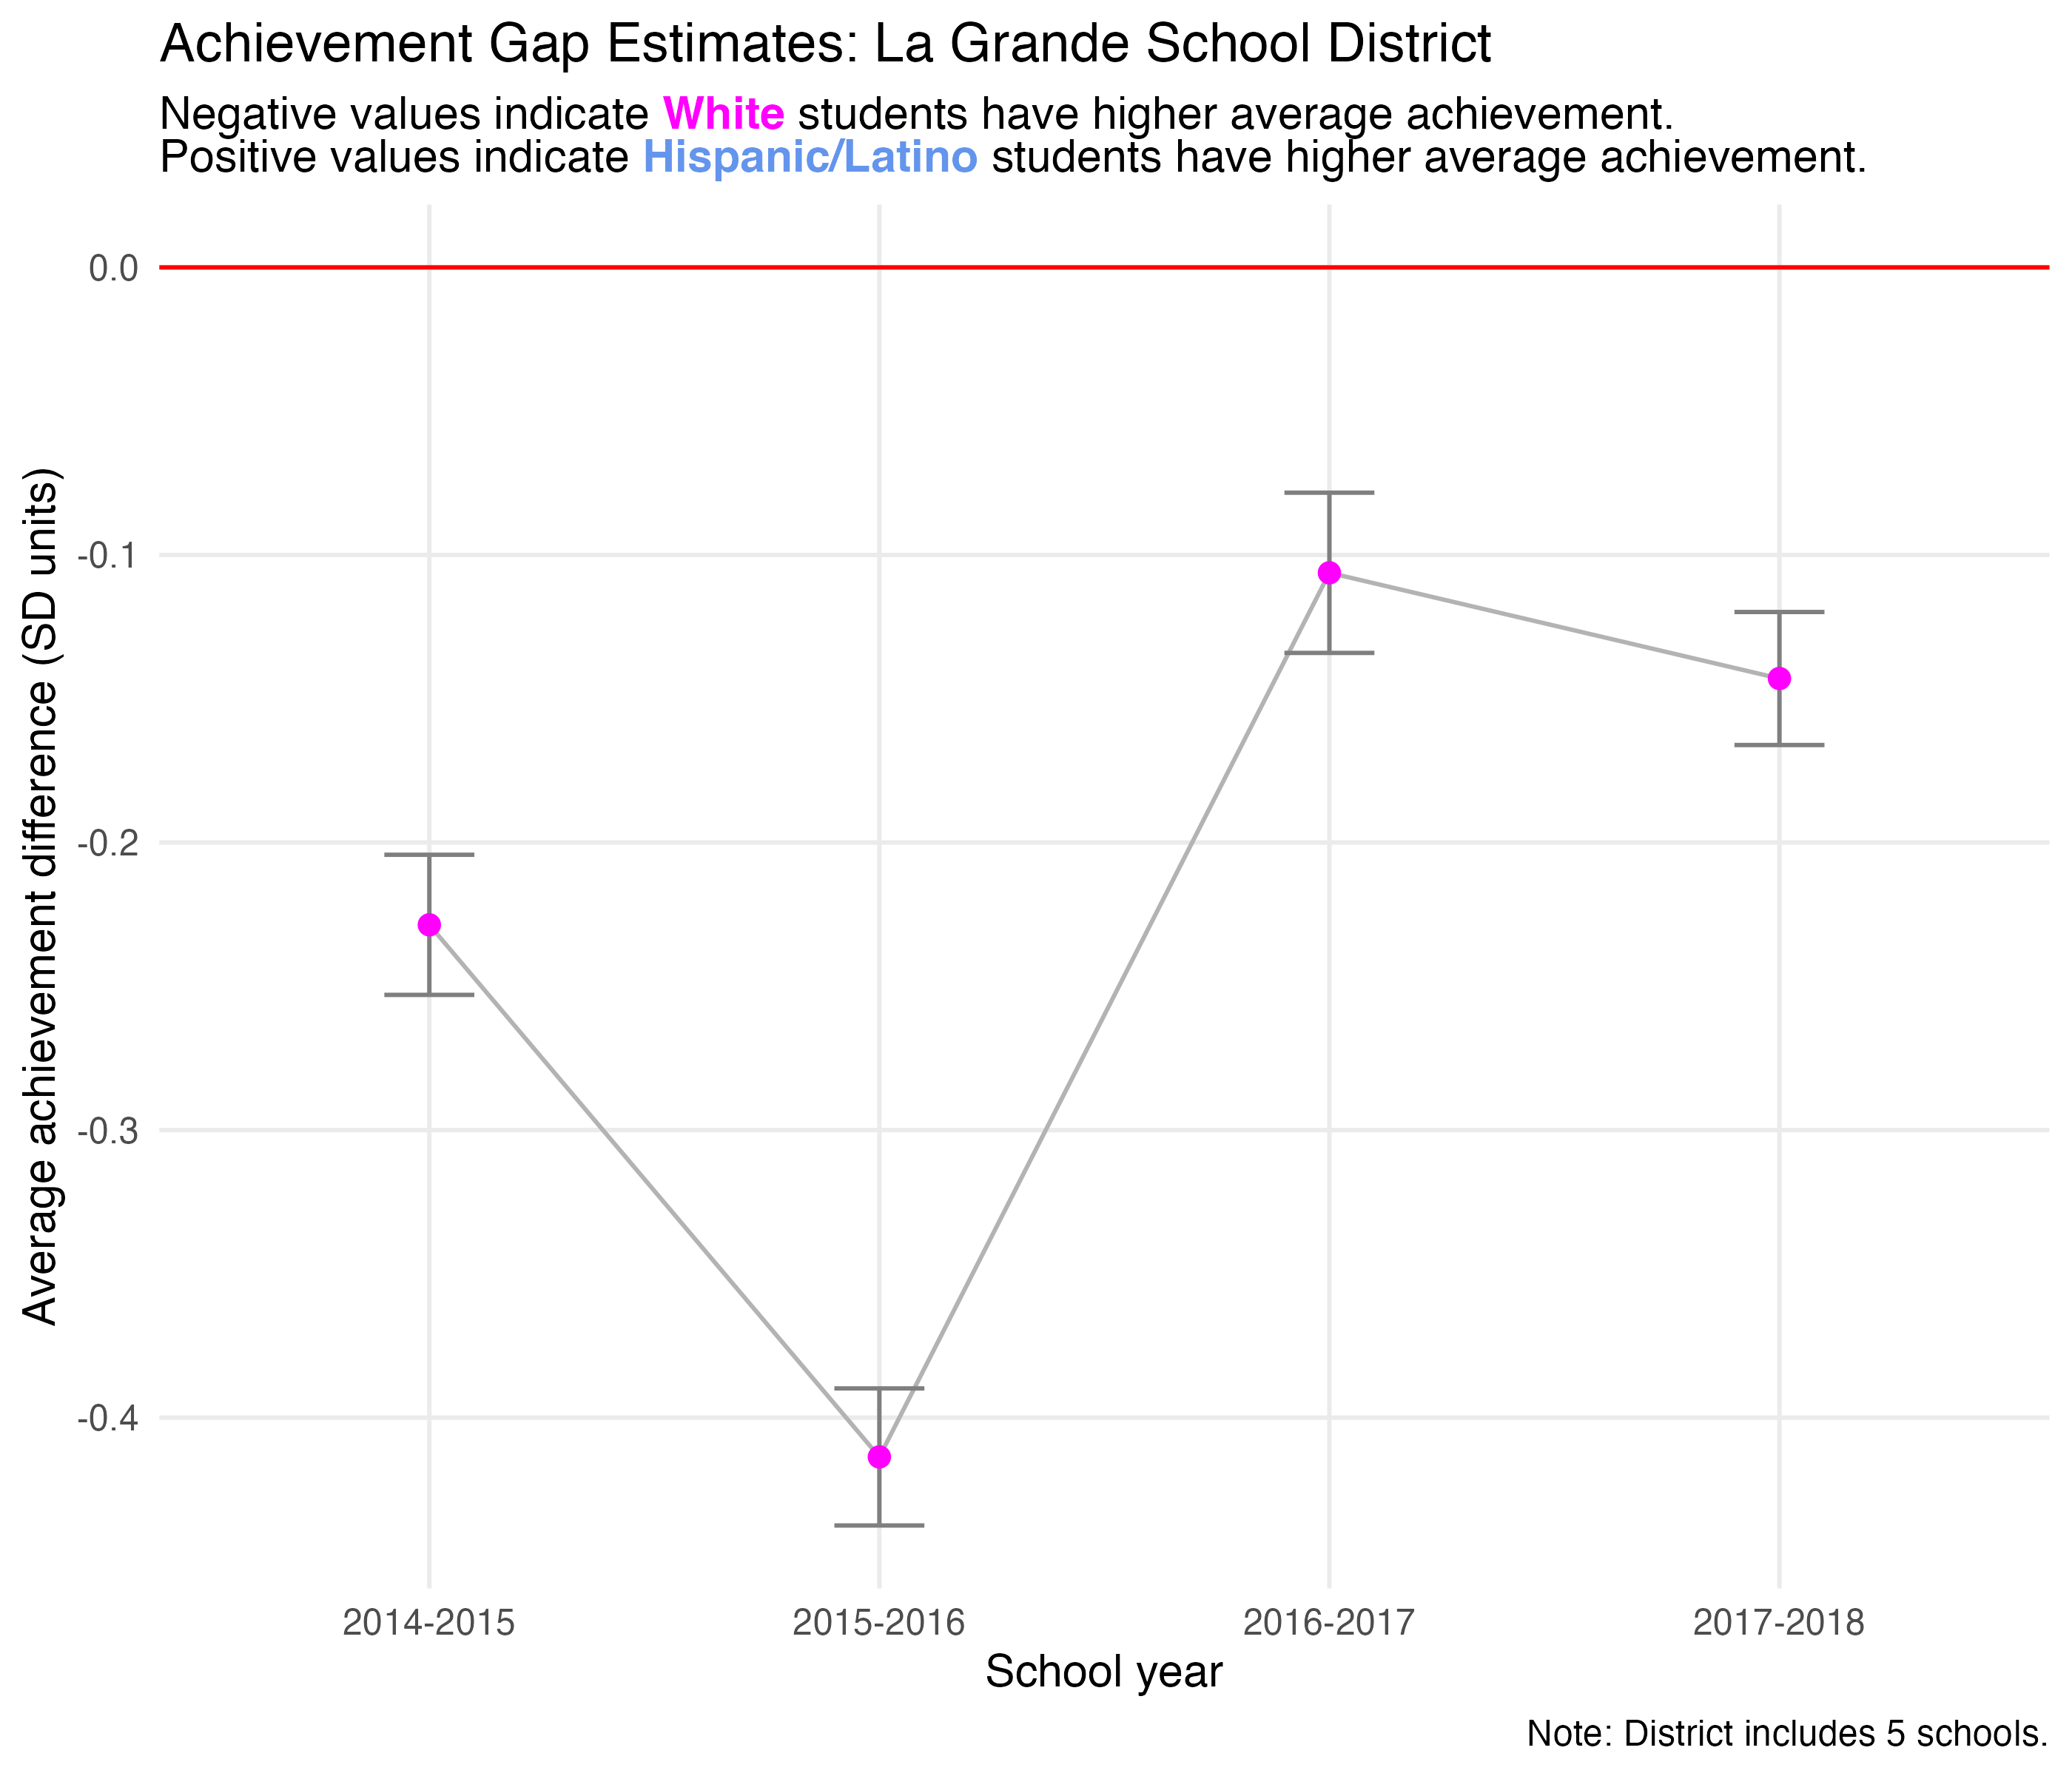 Achievement Gap Estimates: La Grande School District
Negative values indicate White students have higher average achievement.
Positive values indicate Hispanic/Latino students have higher average achievement.
Average achievement difference (SD units)
0.0
-0.1
-0.2
-0.3
-0.4
2014-2015
2015-2016
2016-2017
2017-2018
School year
Note: District includes 5 schools.